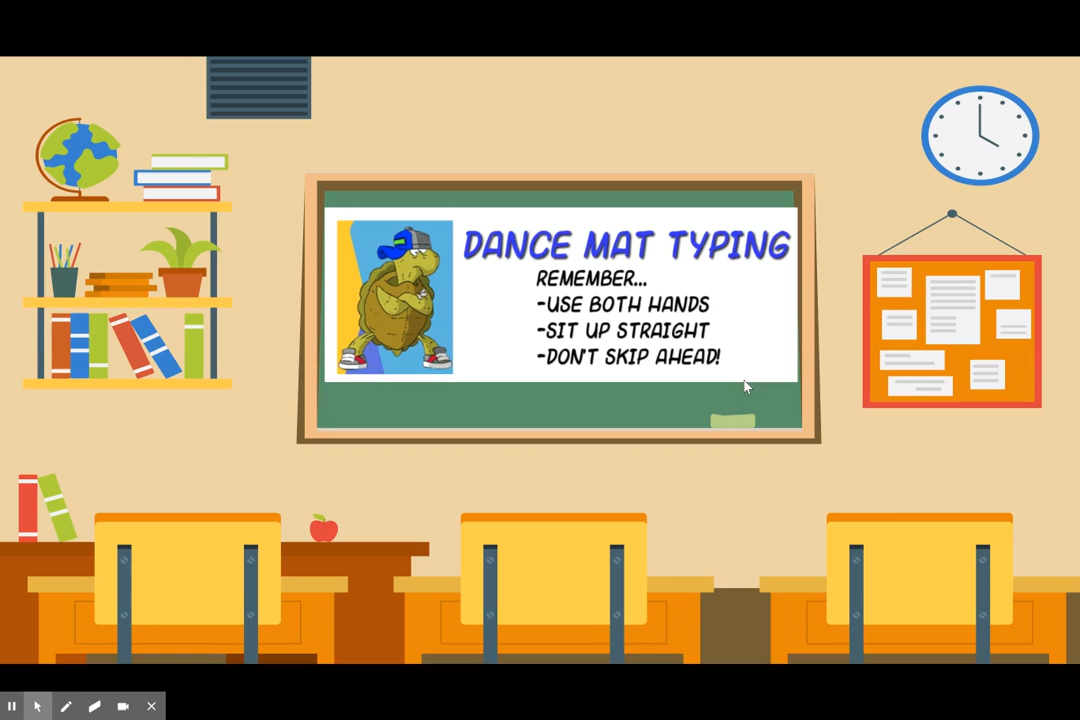 DANCE MAT TYPING
REMEMBER...
-USE BOTH HANDS
-SIT UP STRAIGHT
-DON'T SKIP AHEAD!